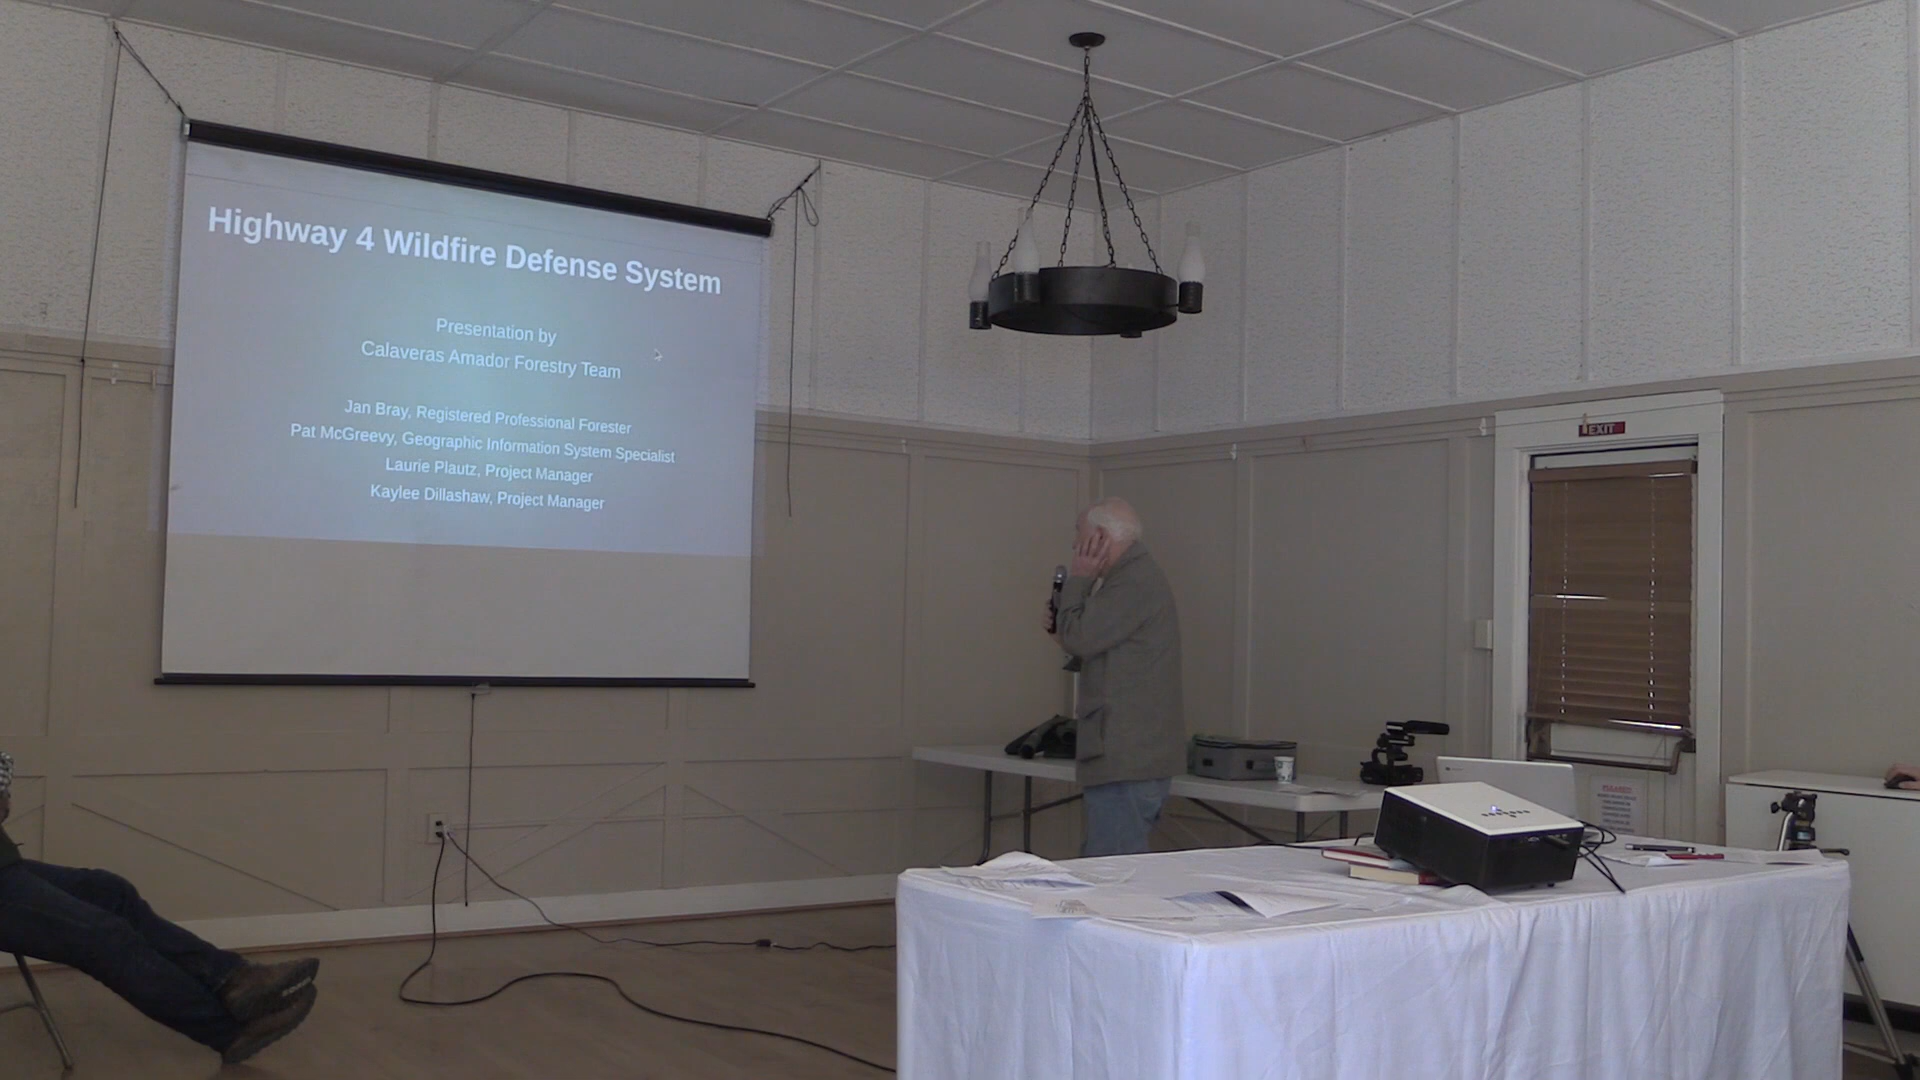 Highway 4 Wildfire Defense System
Presentation by
Calaveras Amador Forestry Team
Jan Bray, Registered Professional Forester
Pat McGreevy, Geographic Information System Specialist
Laurie Plautz, Project Manager
Kaylee Dillashaw, Project Manager
EXIT